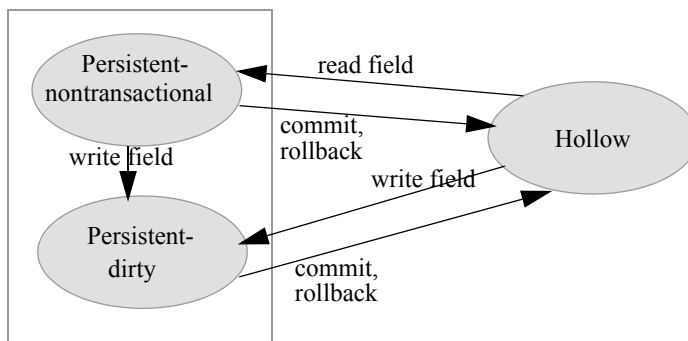 Persistent-
nontransactional
read field
commit,
rollback
Hollow
write field
write field
Persistent-
dirty
commit,
rollback